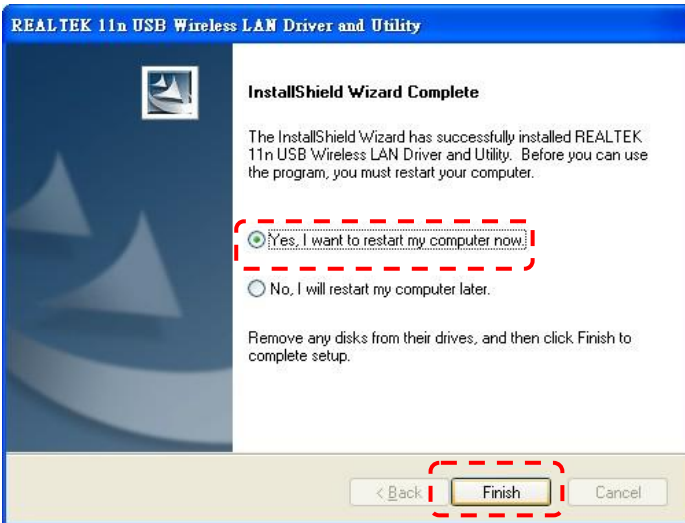 REALTEK 11n USB Wireless LAN Driver and Utility
InstallShield Wizard Complete
The InstallShield Wizard has successfully installed REALTEK
11n USB Wireless LAN Driver and Utility. Before you can use
the program, you must restart your computer.
Yes, I want to restart my computer now.
No, I will restart my computer later.
Remove any disks from their drives, and then click Finish to
complete setup.
< Back Finish Cancel